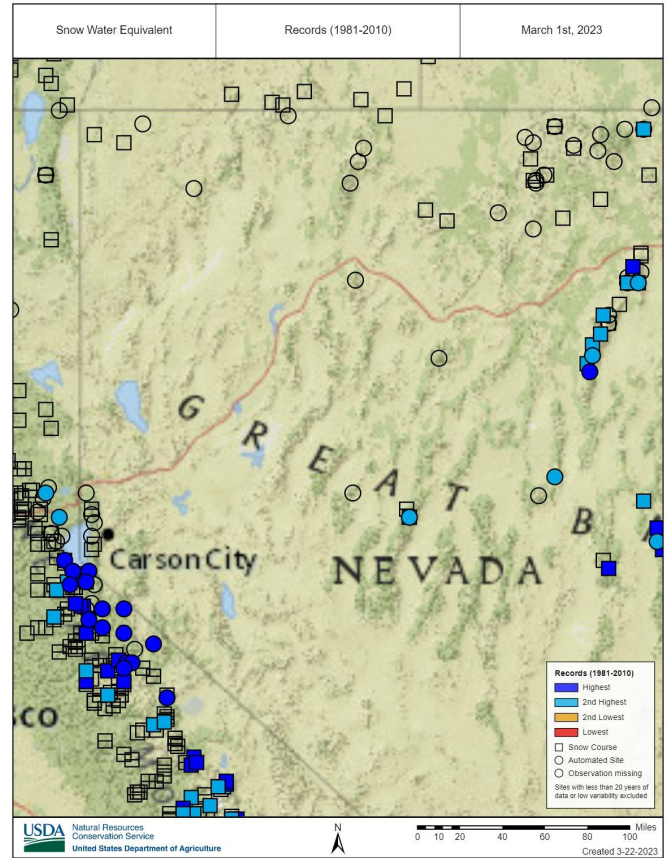 Snow Water Equivalent
Records (1981-2010)
March 1st, 2023
GREAT B
Carson City
NEVADA
sco
Records (1981-2010)
Highest
2nd Highest
2nd Lowest
Lowest
Snow Course
Automated Site
Observation missing
Sites with less than 20 years of
data or low variability excluded
USDA
Natural Resources
Conservation Service
United States Department of Agriculture
N
Miles
0 10 20 40 60 80 100
Created 3-22-2023